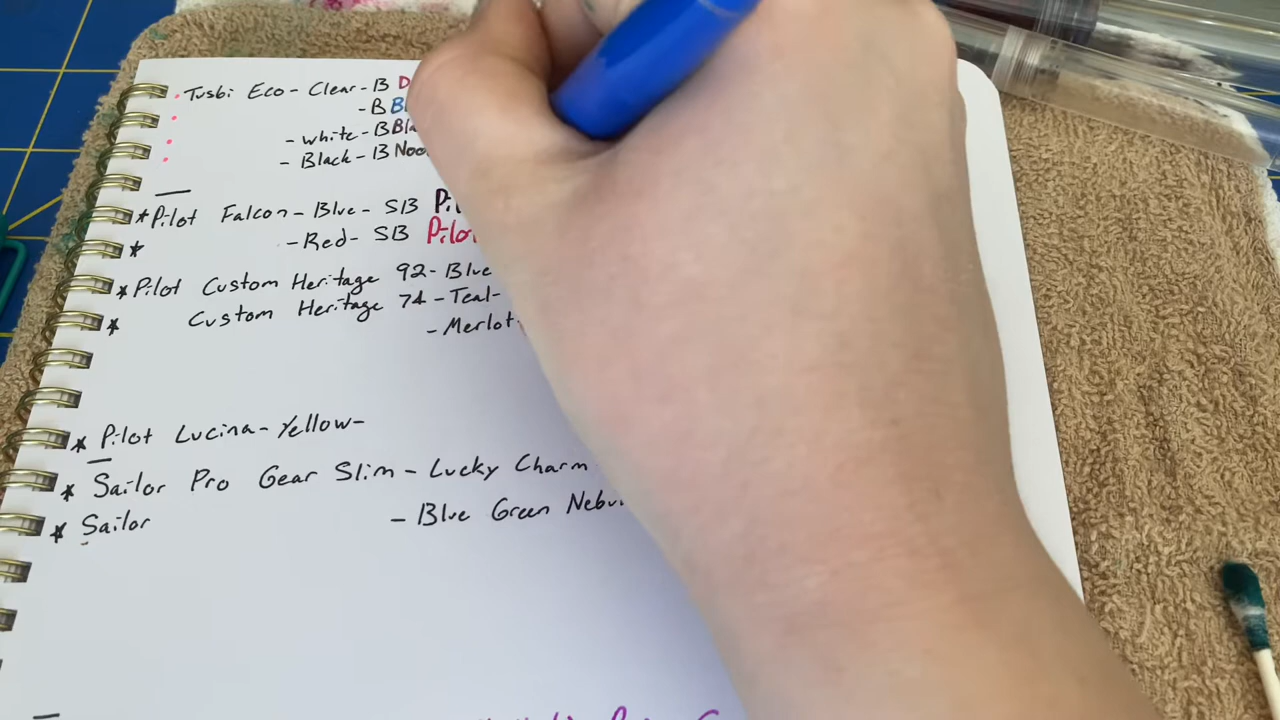 Tusbi Eco - Clear - B
- B
- white - B
- Black - B
*Pilot Falcon - Blue - SB
* - Red - SB
*Pilot Custom Heritage 92 - Blue
* Custom Heritage 74 - Teal -
- Merlot
* Pilot Lucina - Yellow -
* Sailor Pro Gear Slim - Lucky Charm
* Sailor - Blue Green